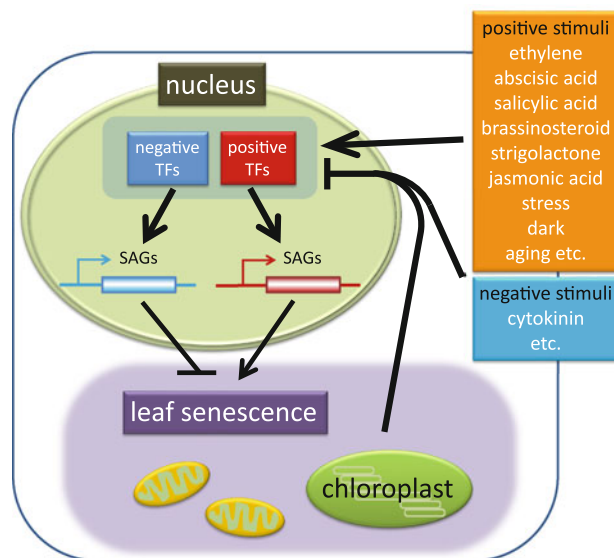 positive stimuli
ethylene
abscisic acid
salicylic acid
brassinosteroid
strigolactone
jasmonic acid
stress
dark
aging etc.
negative stimuli
cytokinin
etc.
nucleus
negative
TFs
positive
TFs
SAGs
SAGs
leaf senescence
chloroplast